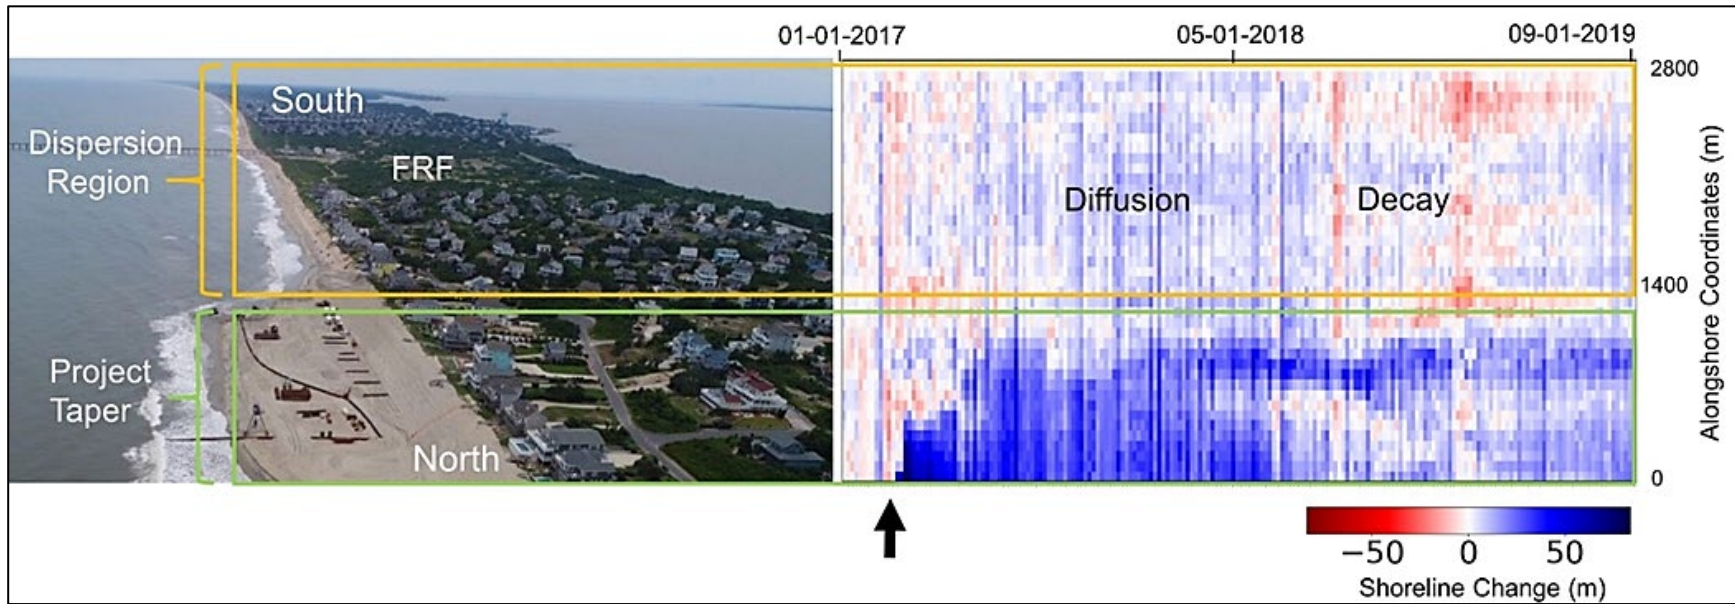 01-01-2017
05-01-2018
09-01-2019
South
Dispersion
Region
FRF
Diffusion
Decay
Project
Taper
North
2800
1400
0
Alongshore Coordinates (m)
−50
0
50
Shoreline Change (m)